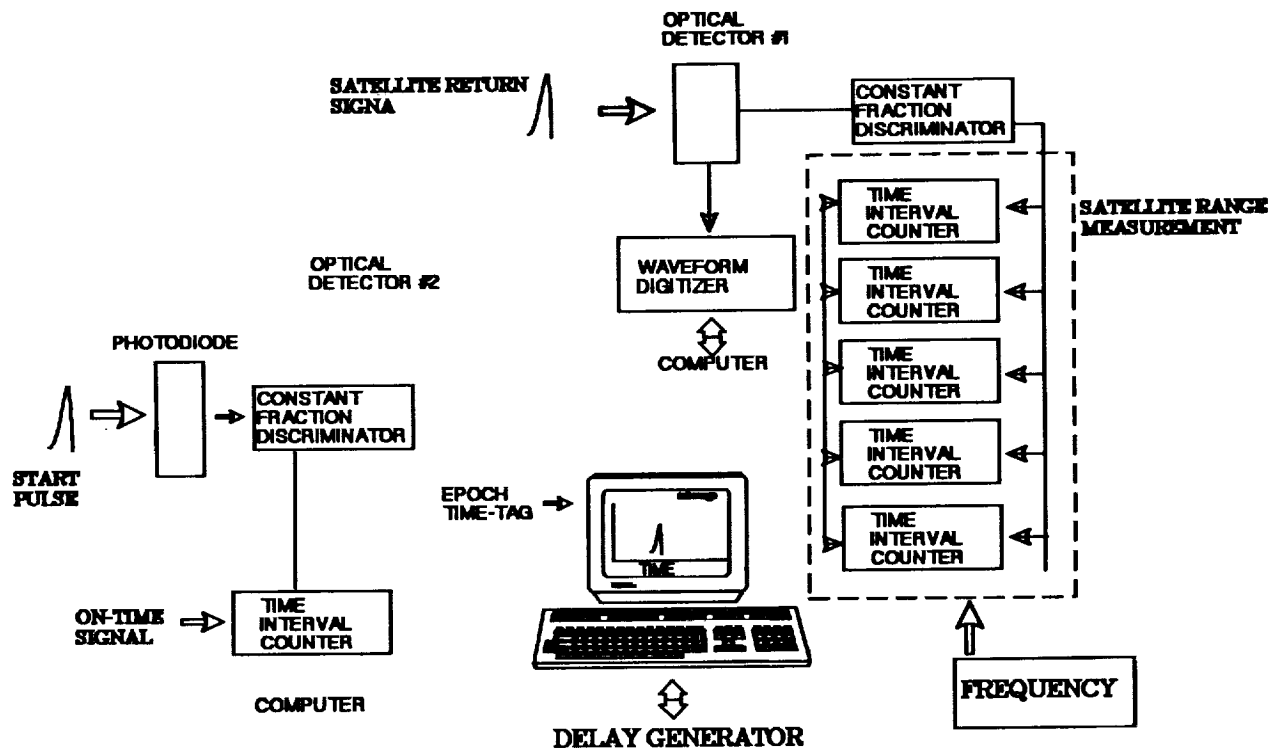 OPTICAL
DETECTOR #1
SATELLITE RETURN
SIGNA
CONSTANT
FRACTION
DISCRIMINATOR
TIME
INTERVAL
COUNTER
SATELLITE RANGE
MEASUREMENT
OPTICAL
DETECTOR #2
WAVEFORM
DIGITIZER
TIME
INTERVAL
COUNTER
PHOTODIODE
COMPUTER
TIME
INTERVAL
COUNTER
CONSTANT
FRACTION
DISCRIMINATOR
START
PULSE
TIME
INTERVAL
COUNTER
EPOCH
TIME-TAG
TIME
TIME
INTERVAL
COUNTER
ON-TIME
SIGNAL
TIME
INTERVAL
COUNTER
COMPUTER
FREQUENCY
DELAY GENERATOR